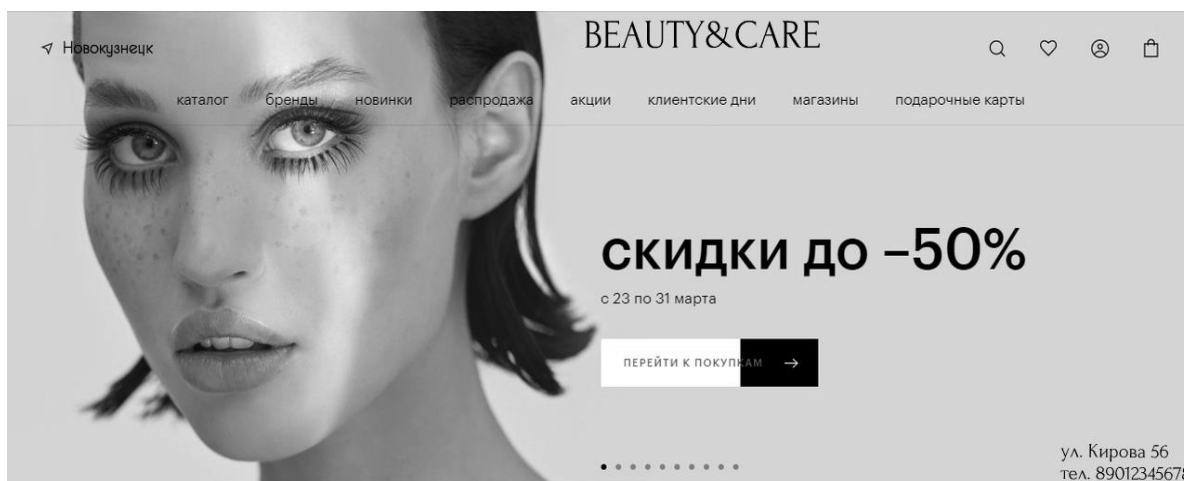 BEAUTY&CARE
Новокузнецк
каталог бренды новинки распродажа акции клиентские дни магазины подарочные карты
скидки до –50%
с 23 по 31 марта
ПЕРЕЙТИ К ПОКУПКАМ →
ул. Кирова 56
тел. 89012345678